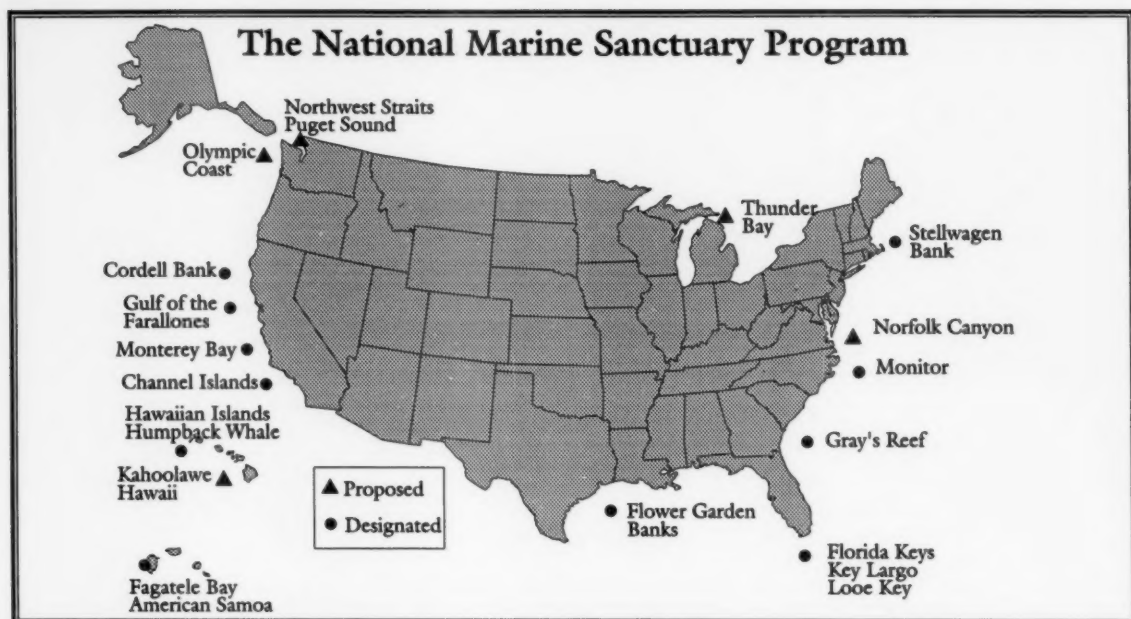 The National Marine Sanctuary Program
Northwest Straits
Puget Sound
Olympic
Coast
Thunder
Bay
Stellwagen
Bank
Cordell Bank
Gulf of the
Farallones
Norfolk Canyon
Monterey Bay
Monitor
Channel Islands
Hawaiian Islands
Humpback Whale
Gray's Reef
Kahoolawe
Hawaii
Proposed
Designated
Flower Garden
Banks
Florida Keys
Key Largo
Looe Key
Fagatele Bay
American Samoa